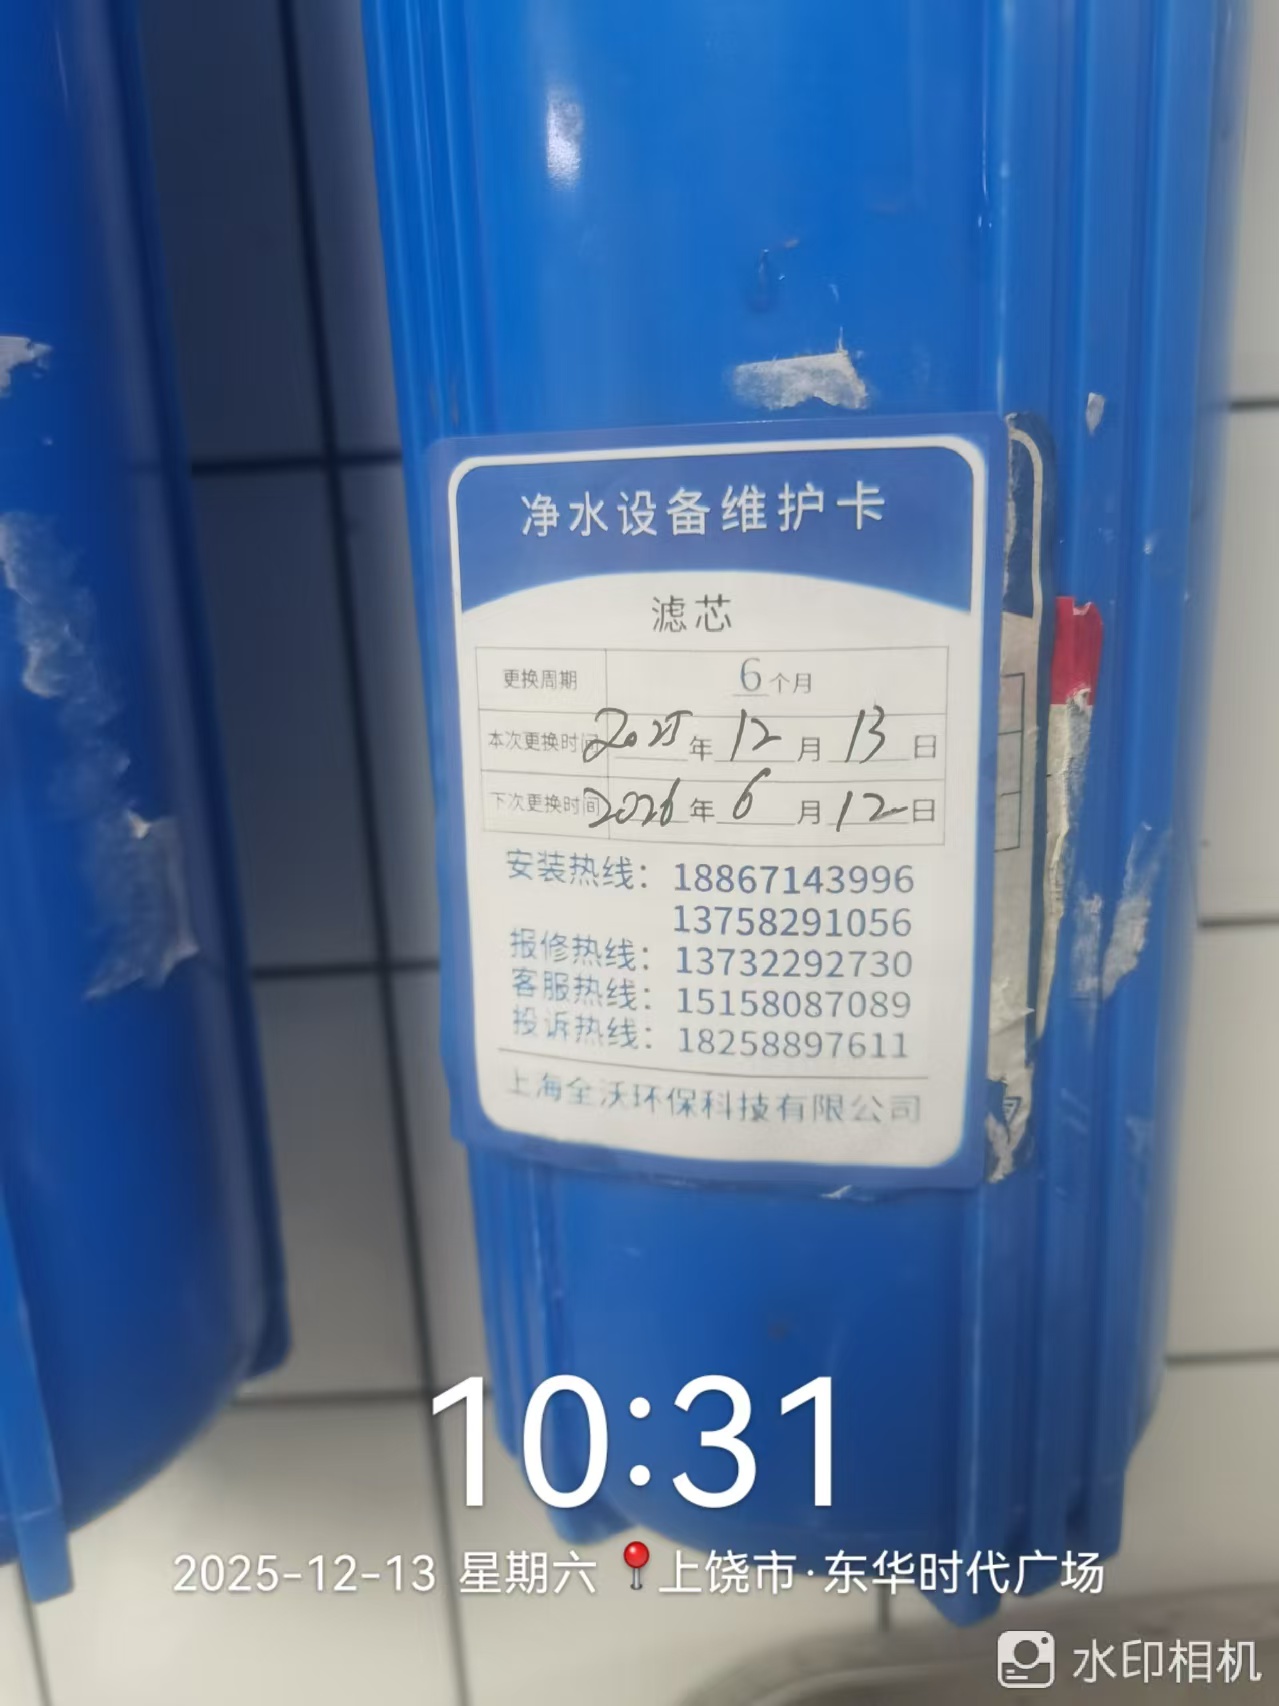 净水设备维护卡
滤芯
更换周期 6个月
本次更换时间 2025年12月13日
下次更换时间 2026年6月12日
安装热线：18867143996
13758291056
报修热线：13732292730
客服热线：15158087089
投诉热线：18258897611
上海全沃环保科技有限公司
10:31
2025-12-13 星期六 上饶市·东华时代广场
水印相机